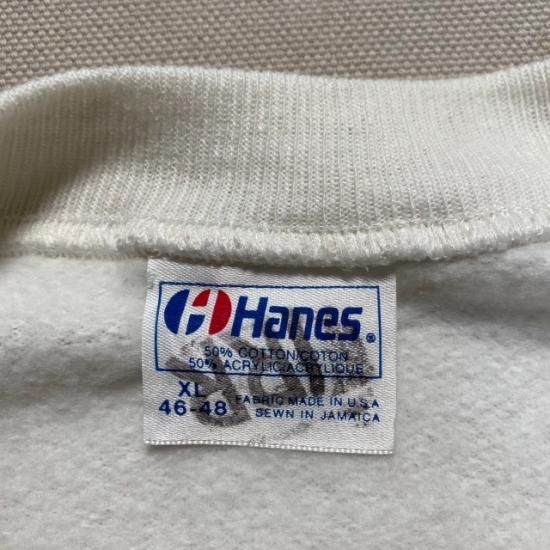 Hanes®
50% COTTON/COTON
50% ACRYLIC/ACRYLIQUE
XL
46-48
FABRIC MADE IN U.S.A
SEWN IN JAMAICA